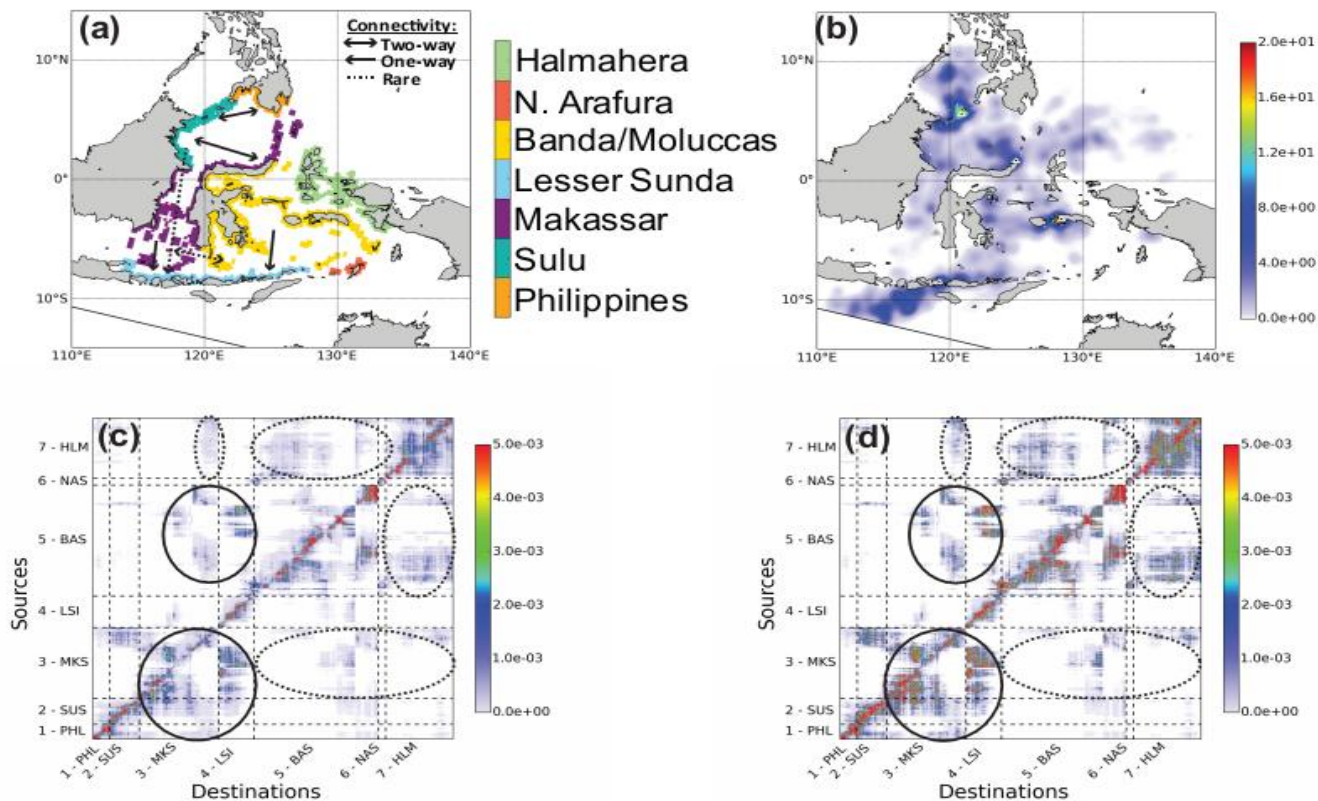 (a)
Connectivity:
Two-way
One-way
Rare
10°N
0°
10°S
110°E
120°E
130°E
140°E
Halmahera
N. Arafura
Banda/Moluccas
Lesser Sunda
Makassar
Sulu
Philippines
(b)
10°N
0°
10°S
110°E
120°E
130°E
140°E
2.0e+01
1.6e+01
1.2e+01
8.0e+00
4.0e+00
0.0e+00
(c)
Sources
7 - HLM
6 - NAS
5 - BAS
4 - LSI
3 - MKS
2 - SUS
1 - PHL
1 - PHL
2 - SUS
3 - MKS
4 - LSI
5 - BAS
6 - NAS
7 - HLM
Destinations
5.0e-03
4.0e-03
3.0e-03
2.0e-03
1.0e-03
0.0e+00
(d)
Sources
7 - HLM
6 - NAS
5 - BAS
4 - LSI
3 - MKS
2 - SUS
1 - PHL
1 - PHL
2 - SUS
3 - MKS
4 - LSI
5 - BAS
6 - NAS
7 - HLM
Destinations
5.0e-03
4.0e-03
3.0e-03
2.0e-03
1.0e-03
0.0e+00